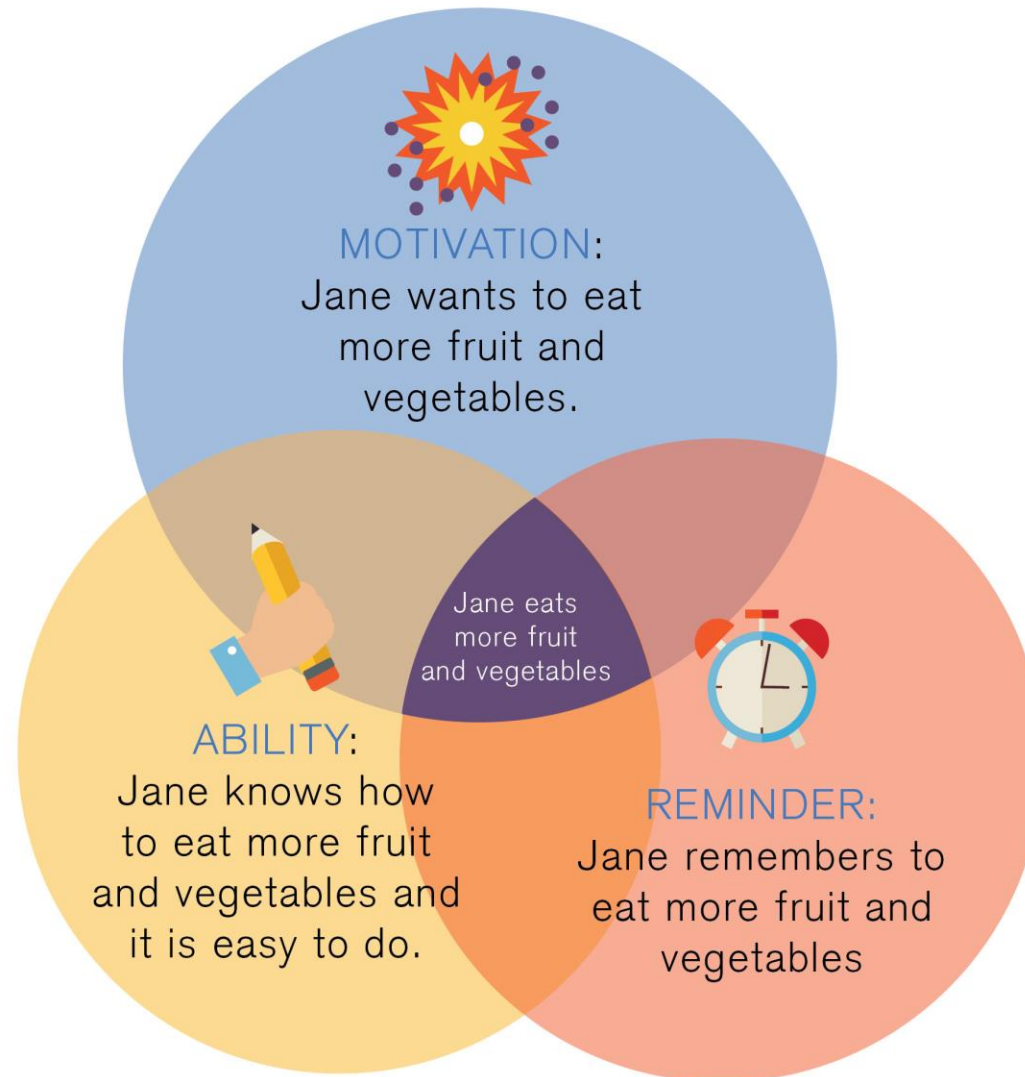 MOTIVATION:
Jane wants to eat
more fruit and
vegetables.
Jane eats
more fruit
and vegetables
ABILITY:
Jane knows how
to eat more fruit
and vegetables and
it is easy to do.
REMINDER:
Jane remembers to
eat more fruit and
vegetables